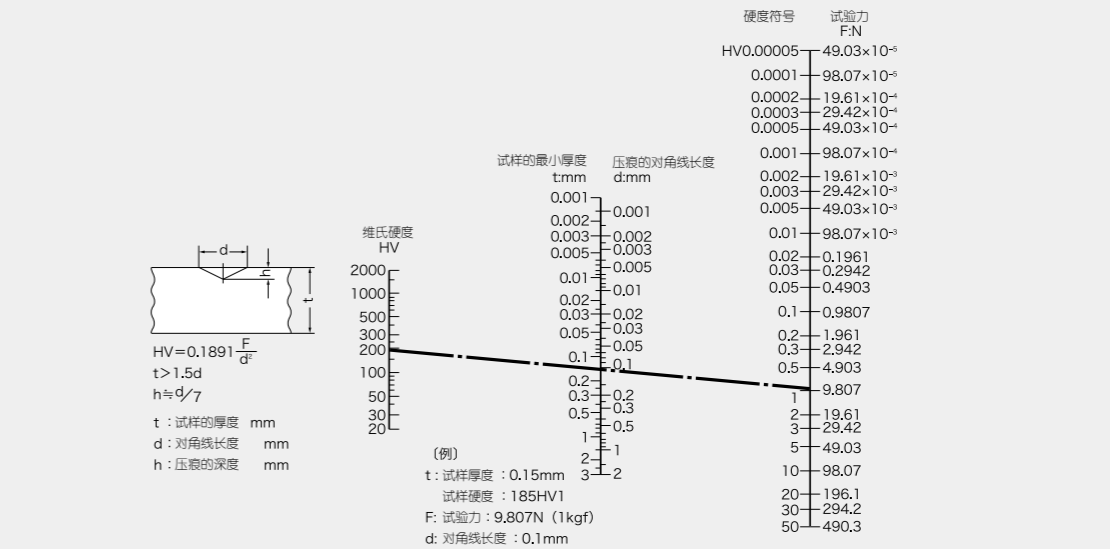 硬度符号 试验力
F:N
HV0.00005 49.03×10⁻⁵
0.0001 98.07×10⁻⁵
0.0002 19.61×10⁻⁴
0.0003 29.42×10⁻⁴
0.0005 49.03×10⁻⁴
0.001 98.07×10⁻⁴
0.002 19.61×10⁻³
0.003 29.42×10⁻³
0.005 49.03×10⁻³
0.01 98.07×10⁻³
0.02 0.1961
0.03 0.2942
0.05 0.4903
0.1 0.9807
0.2 1.961
0.3 2.942
0.5 4.903
1 9.807
2 19.61
3 29.42
5 49.03
10 98.07
20 196.1
30 294.2
50 490.3
试样的最小厚度 压痕的对角线长度
t:mm d:mm
0.001
0.002
0.003
0.005
0.01
0.02
0.03
0.05
0.1
0.2
0.3
0.5
1
2
3
0.001
0.002
0.003
0.005
0.01
0.02
0.03
0.05
0.1
0.2
0.3
0.5
1
2
维氏硬度
HV
2000
1000
500
300
200
100
50
30
20
d
h
t
HV=0.1891 F/d²
t>1.5d
h≒d/7
t：试样的厚度 mm
d：对角线长度 mm
h：压痕的深度 mm
〔例〕
t：试样厚度：0.15mm
试样硬度：185HV1
F: 试验力：9.807N（1kgf）
d: 对角线长度：0.1mm